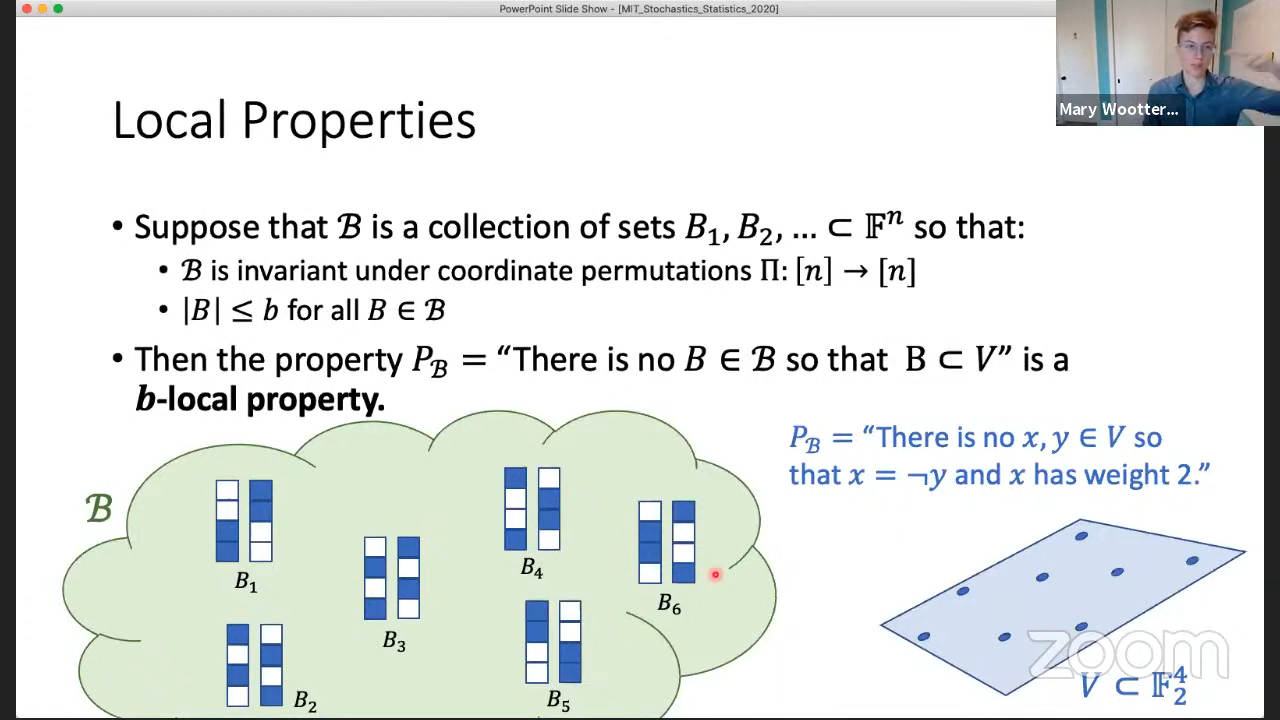 PowerPoint Slide Show - [MIT_Stochastics_Statistics_2020]
Mary Wootter...
Local Properties
• Suppose that ℬ is a collection of sets B₁, B₂, … ⊂ 𝔽ⁿ so that:
• ℬ is invariant under coordinate permutations Π: [n] → [n]
• |B| ≤ b for all B ∈ ℬ
• Then the property P_ℬ = “There is no B ∈ ℬ so that B ⊂ V” is a
b-local property.
P_ℬ = “There is no x, y ∈ V so
that x = ¬y and x has weight 2.”
ℬ
B₁
B₂
B₃
B₄
B₅
B₆
zoom
V ⊂ 𝔽₂⁴